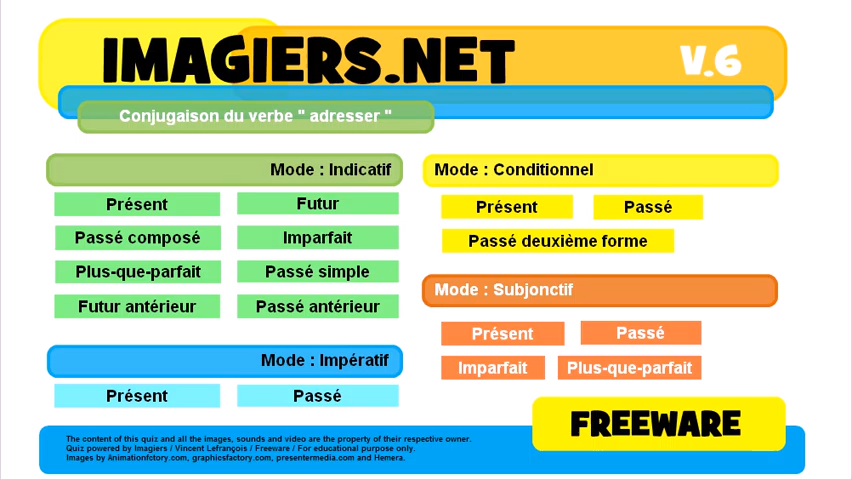 IMAGIERS.NET
V.6
Conjugaison du verbe " adresser "
Mode : Indicatif
Présent
Futur
Passé composé
Imparfait
Plus-que-parfait
Passé simple
Futur antérieur
Passé antérieur
Mode : Impératif
Présent
Passé
Mode : Conditionnel
Présent
Passé
Passé deuxième forme
Mode : Subjonctif
Présent
Passé
Imparfait
Plus-que-parfait
FREEWARE
The content of this quiz and all the images, sounds and video are the property of their respective owner.
Quiz powered by Imagiers / Vincent Lefrançois / Freeware / For educational purpose only.
Images by Animationfctory.com, graphicsfactory.com, presentermedia.com and Hemera.